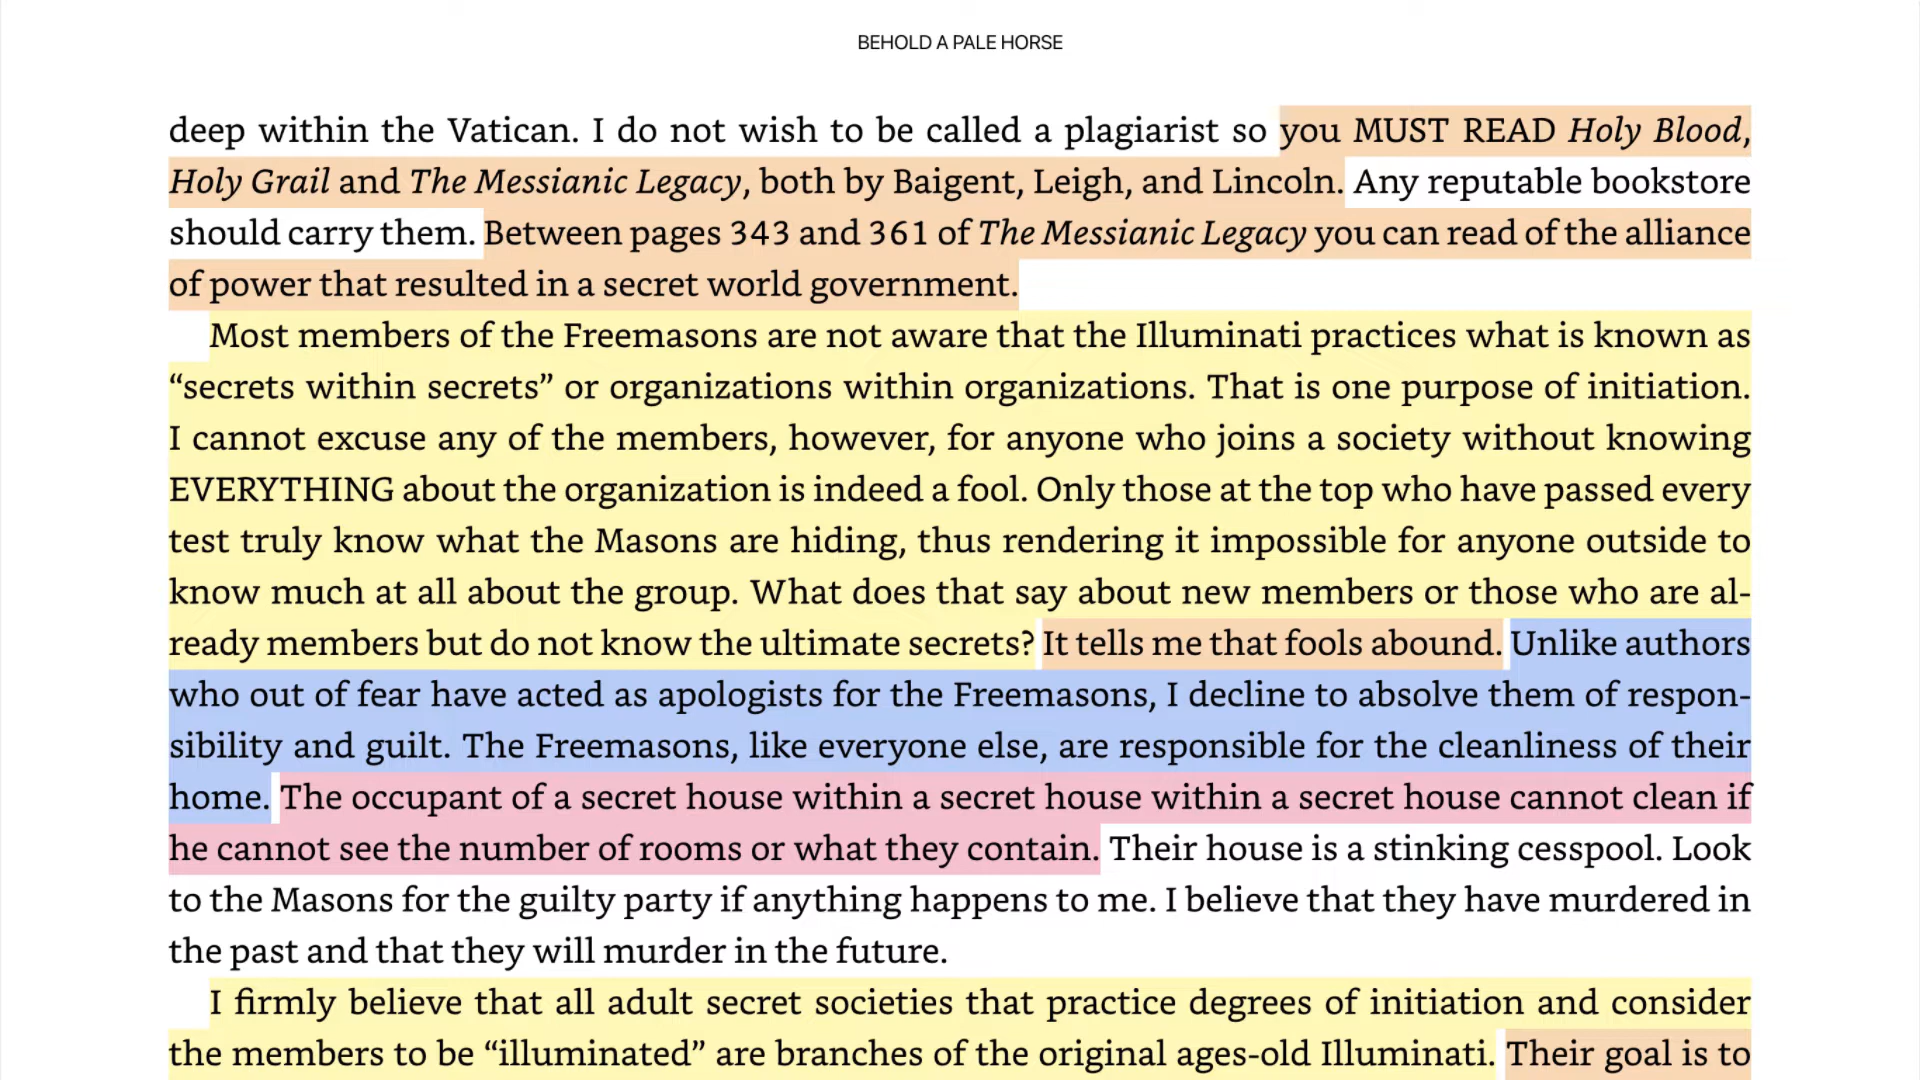 BEHOLD A PALE HORSE
deep within the Vatican. I do not wish to be called a plagiarist so you MUST READ Holy Blood,
Holy Grail and The Messianic Legacy, both by Baigent, Leigh, and Lincoln. Any reputable bookstore
should carry them. Between pages 343 and 361 of The Messianic Legacy you can read of the alliance
of power that resulted in a secret world government.
Most members of the Freemasons are not aware that the Illuminati practices what is known as
“secrets within secrets” or organizations within organizations. That is one purpose of initiation.
I cannot excuse any of the members, however, for anyone who joins a society without knowing
EVERYTHING about the organization is indeed a fool. Only those at the top who have passed every
test truly know what the Masons are hiding, thus rendering it impossible for anyone outside to
know much at all about the group. What does that say about new members or those who are al-
ready members but do not know the ultimate secrets? It tells me that fools abound. Unlike authors
who out of fear have acted as apologists for the Freemasons, I decline to absolve them of respon-
sibility and guilt. The Freemasons, like everyone else, are responsible for the cleanliness of their
home. The occupant of a secret house within a secret house within a secret house cannot clean if
he cannot see the number of rooms or what they contain. Their house is a stinking cesspool. Look
to the Masons for the guilty party if anything happens to me. I believe that they have murdered in
the past and that they will murder in the future.
I firmly believe that all adult secret societies that practice degrees of initiation and consider
the members to be “illuminated” are branches of the original ages-old Illuminati. Their goal is to